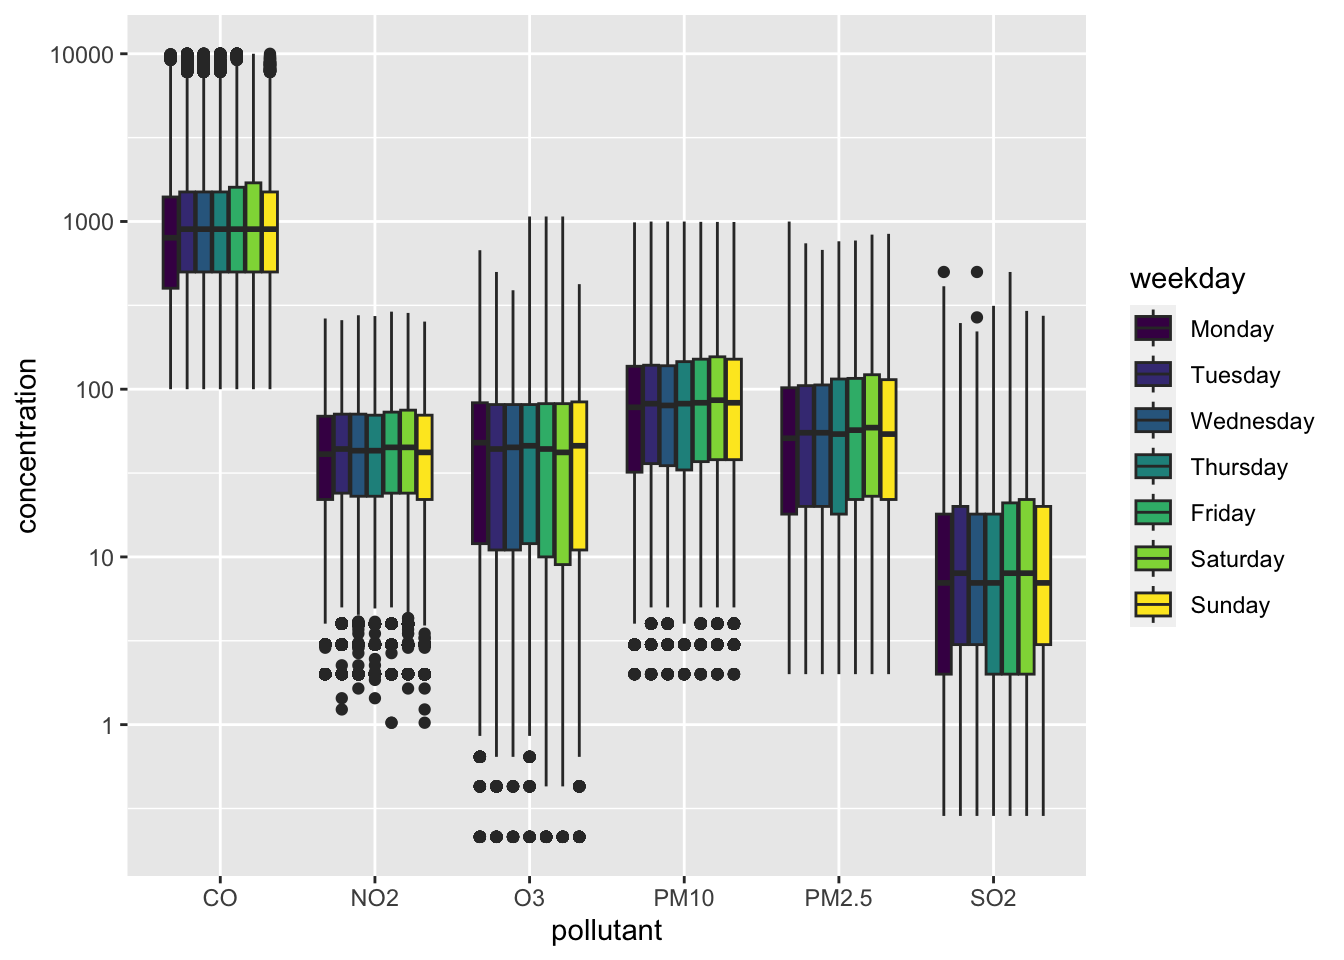 10000
1000
100
10
1
concentration
CO NO2 O3 PM10 PM2.5 SO2
pollutant
weekday
Monday
Tuesday
Wednesday
Thursday
Friday
Saturday
Sunday